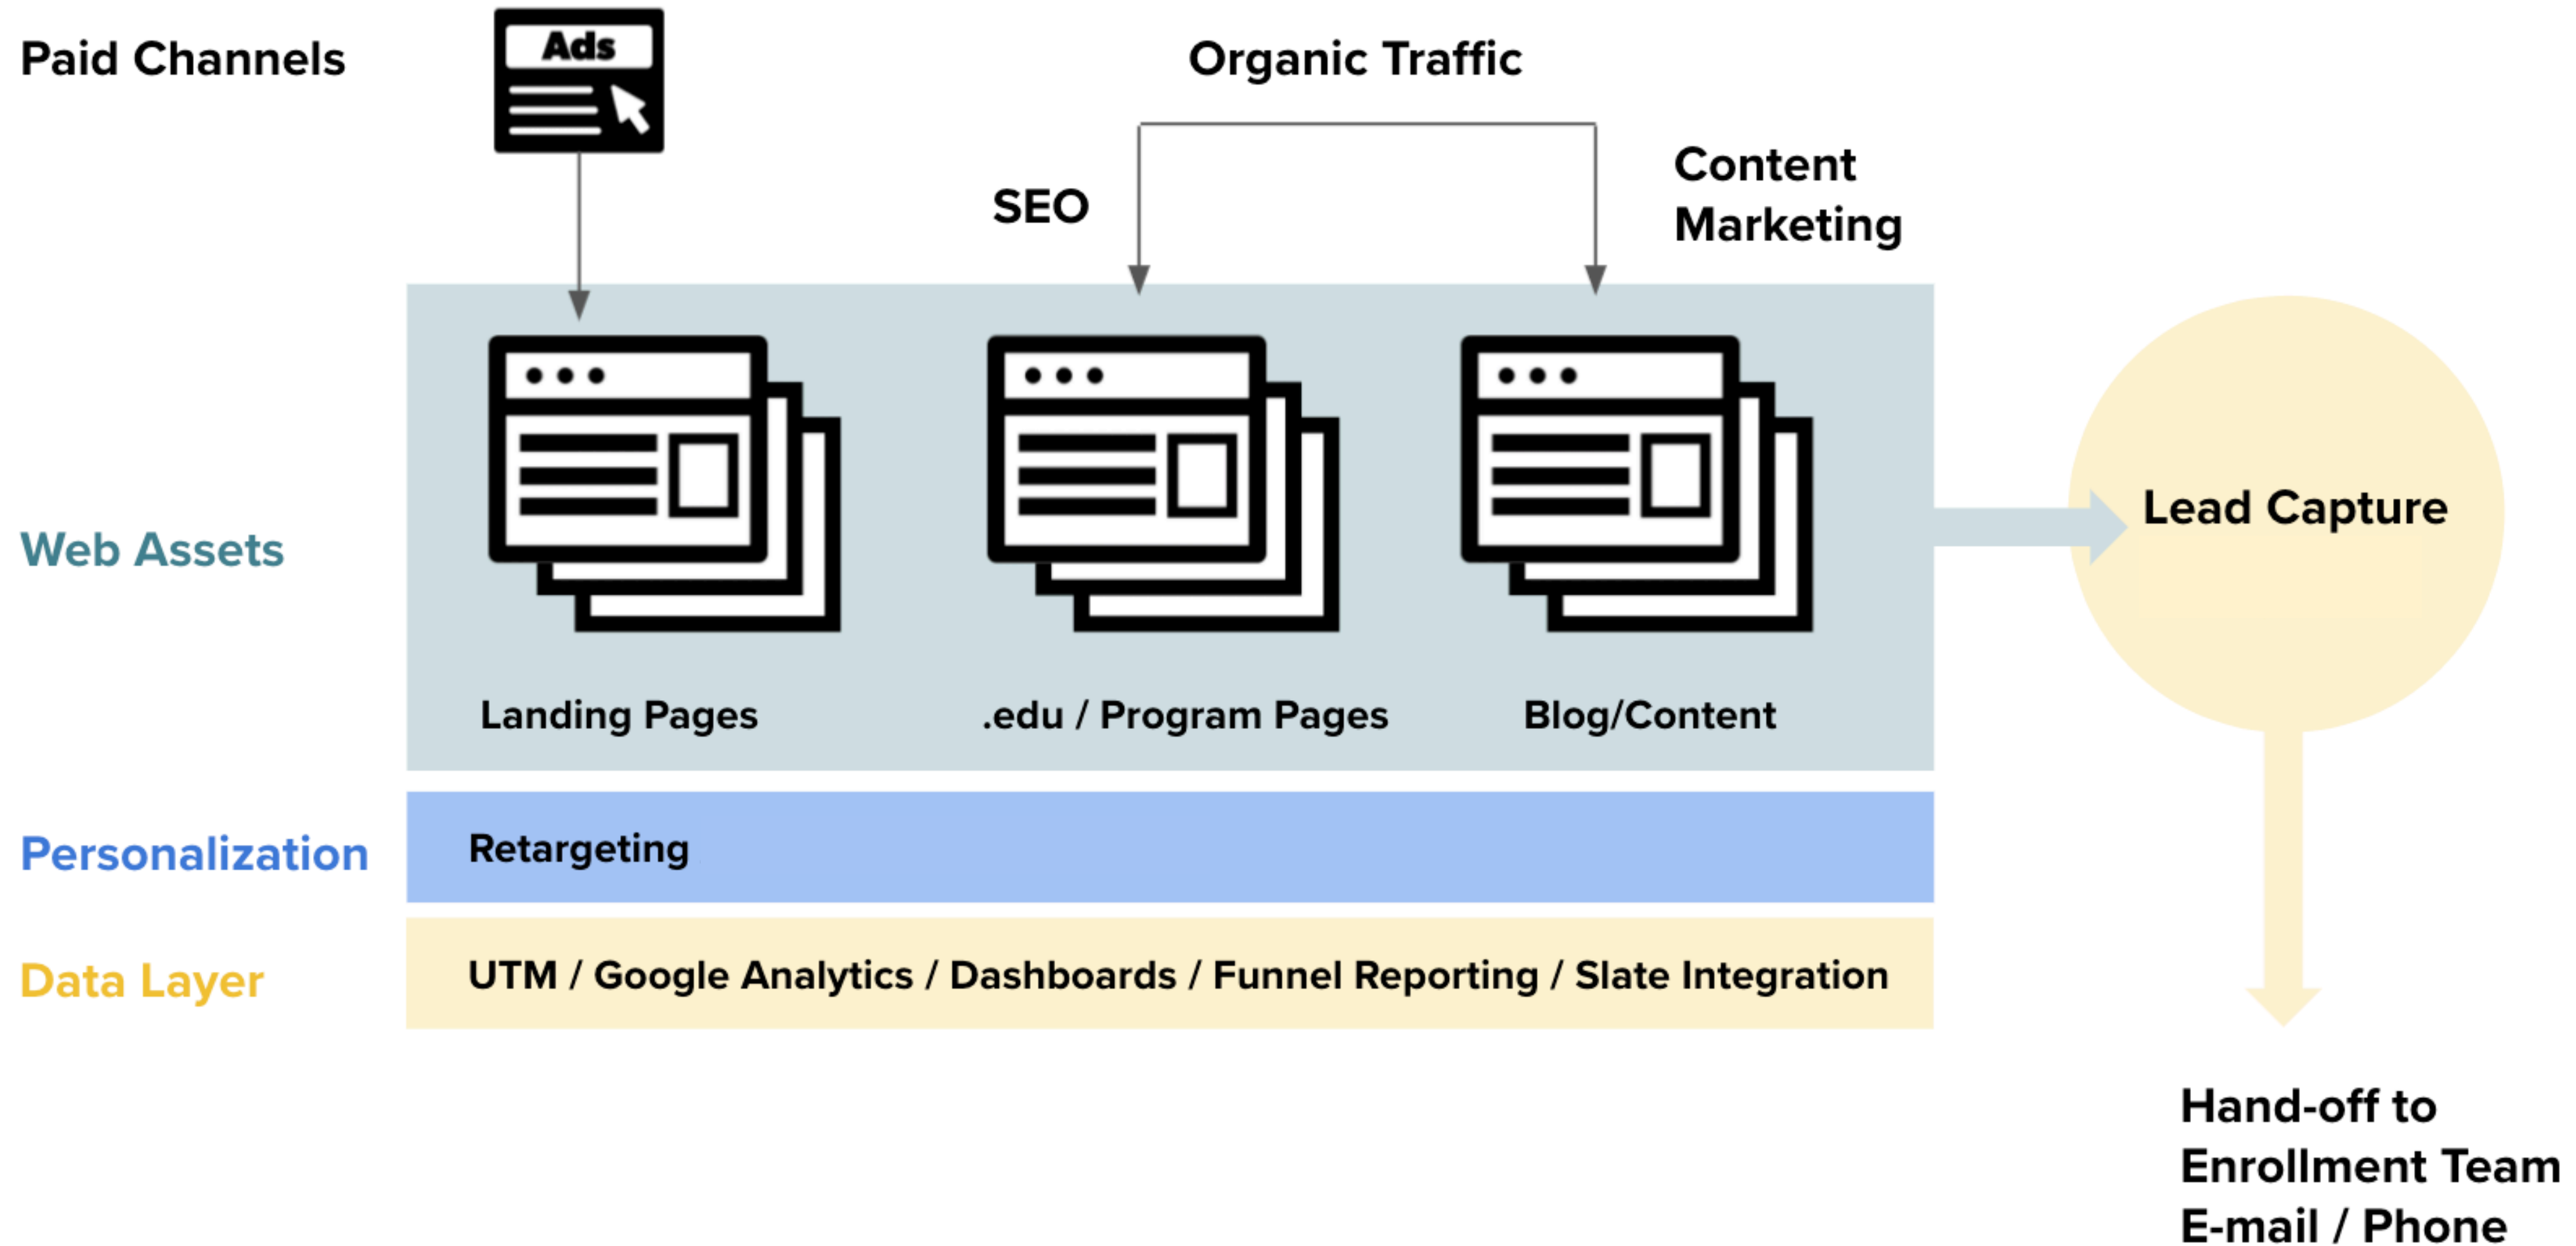 Paid Channels
Ads
Organic Traffic
SEO
Content
Marketing
Web Assets
Landing Pages
.edu / Program Pages
Blog/Content
Lead Capture
Personalization
Retargeting
Data Layer
UTM / Google Analytics / Dashboards / Funnel Reporting / Slate Integration
Hand-off to
Enrollment Team
E-mail / Phone